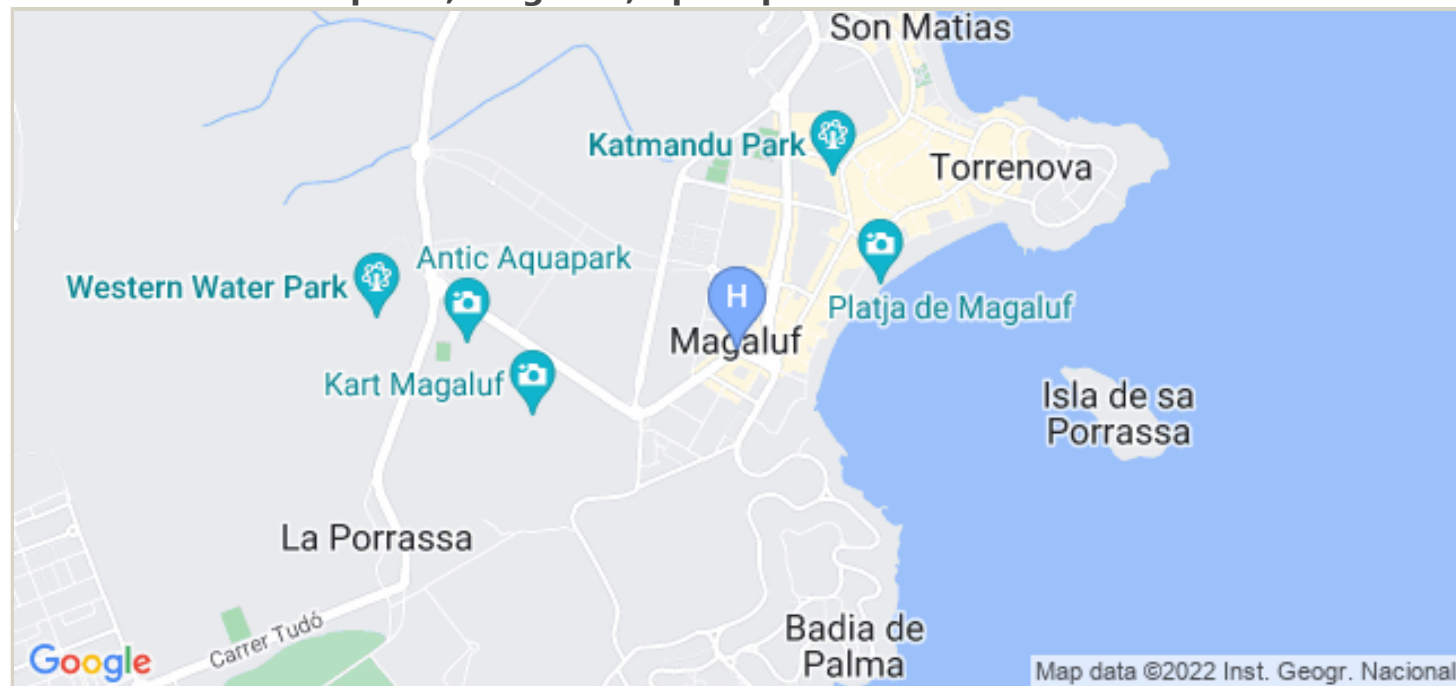 Son Matias
Katmandu Park
Torrenova
Antic Aquapark
Western Water Park
H
Platja de Magaluf
Magaluf
Kart Magaluf
Isla de sa
Porrassa
La Porrassa
Carrer Tudó
Badia de
Palma
Google
Map data ©2022 Inst. Geogr. Nacional